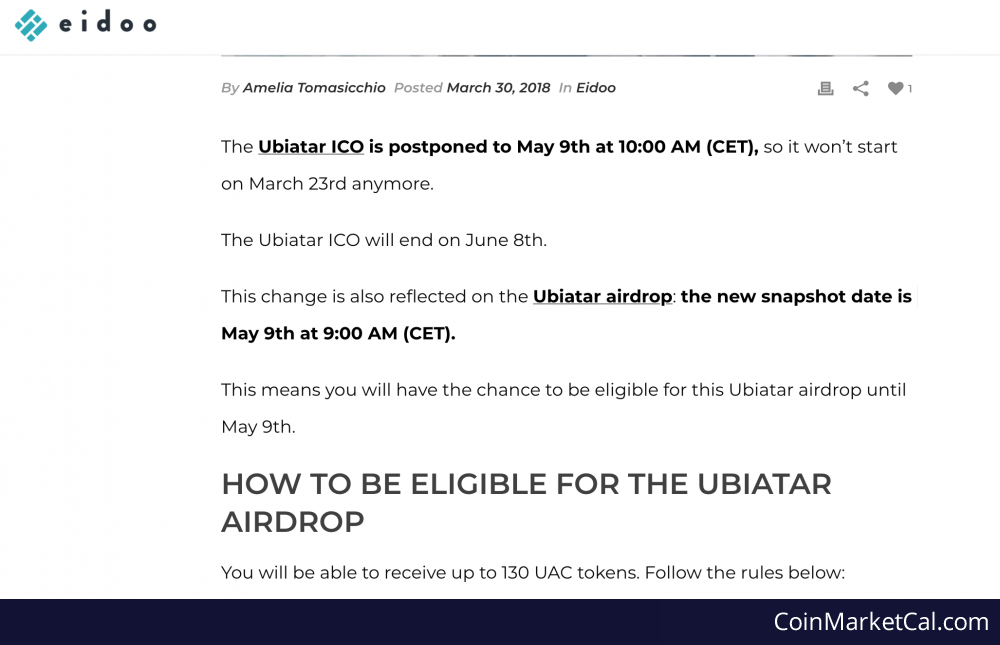 eidoo
By Amelia Tomasicchio Posted March 30, 2018 In Eidoo
1
The Ubiatar ICO is postponed to May 9th at 10:00 AM (CET), so it won’t start
on March 23rd anymore.
The Ubiatar ICO will end on June 8th.
This change is also reflected on the Ubiatar airdrop: the new snapshot date is
May 9th at 9:00 AM (CET).
This means you will have the chance to be eligible for this Ubiatar airdrop until
May 9th.
HOW TO BE ELIGIBLE FOR THE UBIATAR
AIRDROP
You will be able to receive up to 130 UAC tokens. Follow the rules below:
CoinMarketCal.com